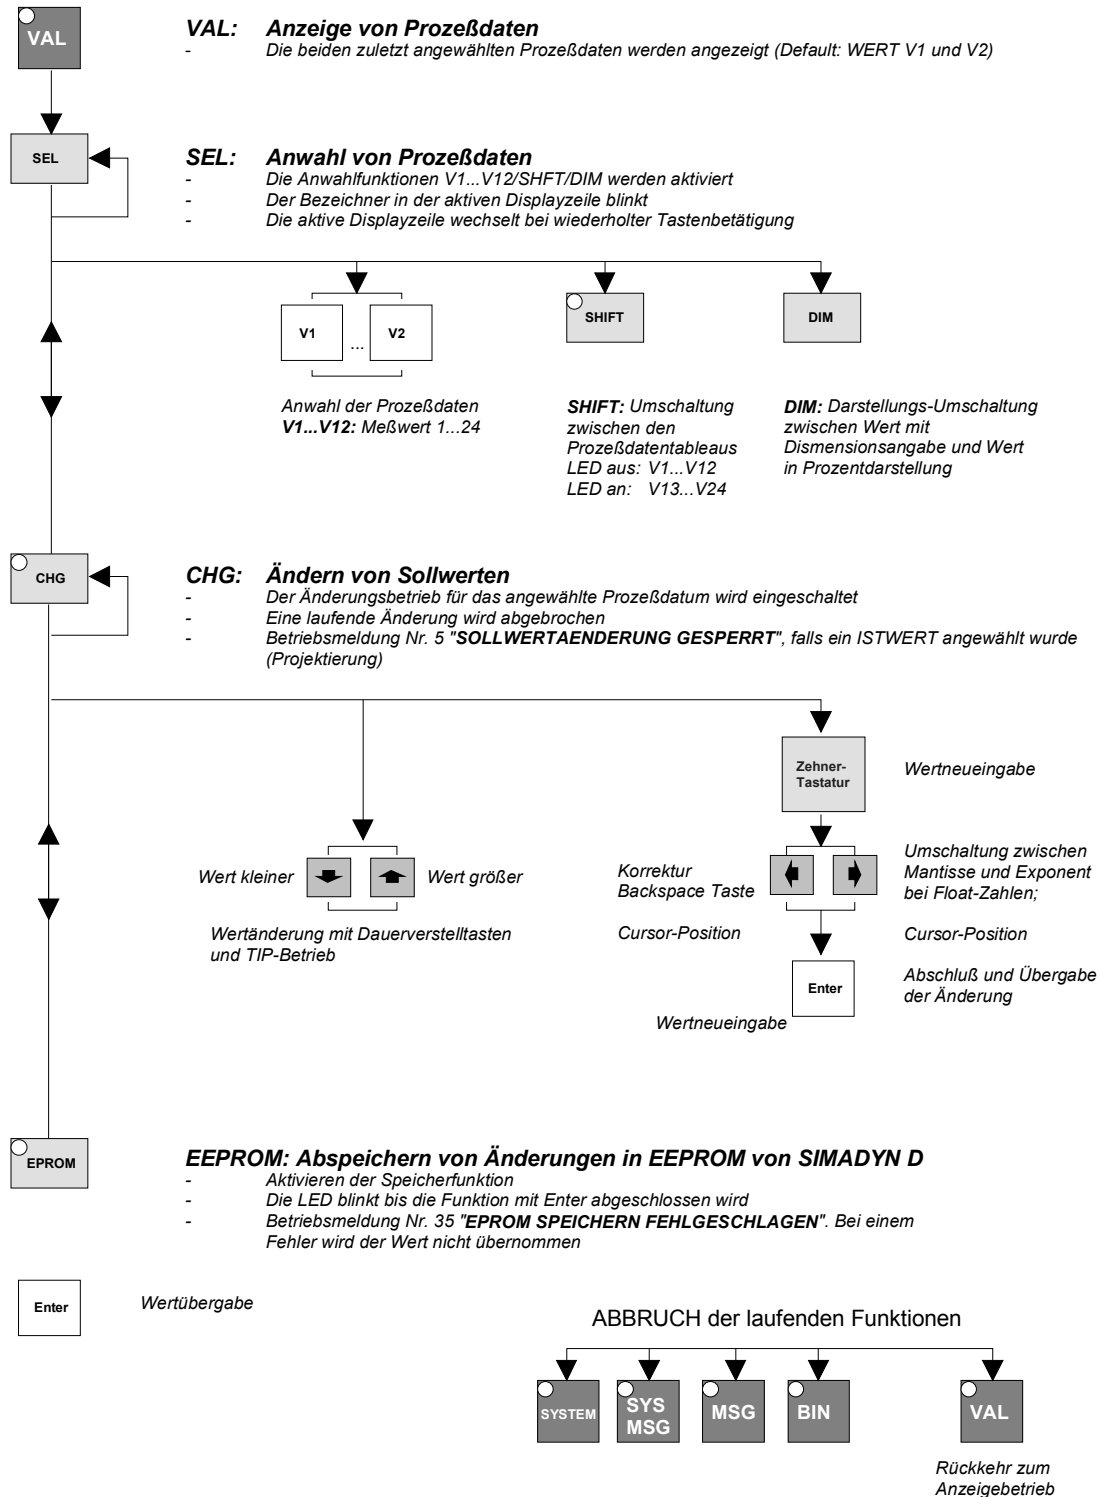 VAL
VAL: Anzeige von Prozeßdaten
- Die beiden zuletzt angewählten Prozeßdaten werden angezeigt (Default: WERT V1 und V2)
SEL
SEL: Anwahl von Prozeßdaten
- Die Anwahlfunktionen V1...V12/SHFT/DIM werden aktiviert
- Der Bezeichner in der aktiven Displayzeile blinkt
- Die aktive Displayzeile wechselt bei wiederholter Tastenbetätigung
V1 ... V2
SHIFT
DIM
Anwahl der Prozeßdaten
V1...V12: Meßwert 1...24
SHIFT: Umschaltung
zwischen den
Prozeßdatentableaus
LED aus: V1...V12
LED an: V13...V24
DIM: Darstellungs-Umschaltung
zwischen Wert mit
Dismensionsangabe und Wert
in Prozentdarstellung
CHG
CHG: Ändern von Sollwerten
- Der Änderungsbetrieb für das angewählte Prozeßdatum wird eingeschaltet
- Eine laufende Änderung wird abgebrochen
- Betriebsmeldung Nr. 5 "SOLLWERTAENDERUNG GESPERRT", falls ein ISTWERT angewählt wurde
(Projektierung)
Zehner-
Tastatur
Wertneueingabe
Wert kleiner
Wert größer
Wertänderung mit Dauerverstelltasten
und TIP-Betrieb
Korrektur
Backspace Taste
Cursor-Position
Umschaltung zwischen
Mantisse und Exponent
bei Float-Zahlen;
Cursor-Position
Enter
Abschluß und Übergabe
der Änderung
Wertneueingabe
EPROM
EEPROM: Abspeichern von Änderungen in EEPROM von SIMADYN D
- Aktivieren der Speicherfunktion
- Die LED blinkt bis die Funktion mit Enter abgeschlossen wird
- Betriebsmeldung Nr. 35 "EPROM SPEICHERN FEHLGESCHLAGEN". Bei einem
Fehler wird der Wert nicht übernommen
Enter
Wertübergabe
ABBRUCH der laufenden Funktionen
SYSTEM
SYS
MSG
MSG
BIN
VAL
Rückkehr zum
Anzeigebetrieb